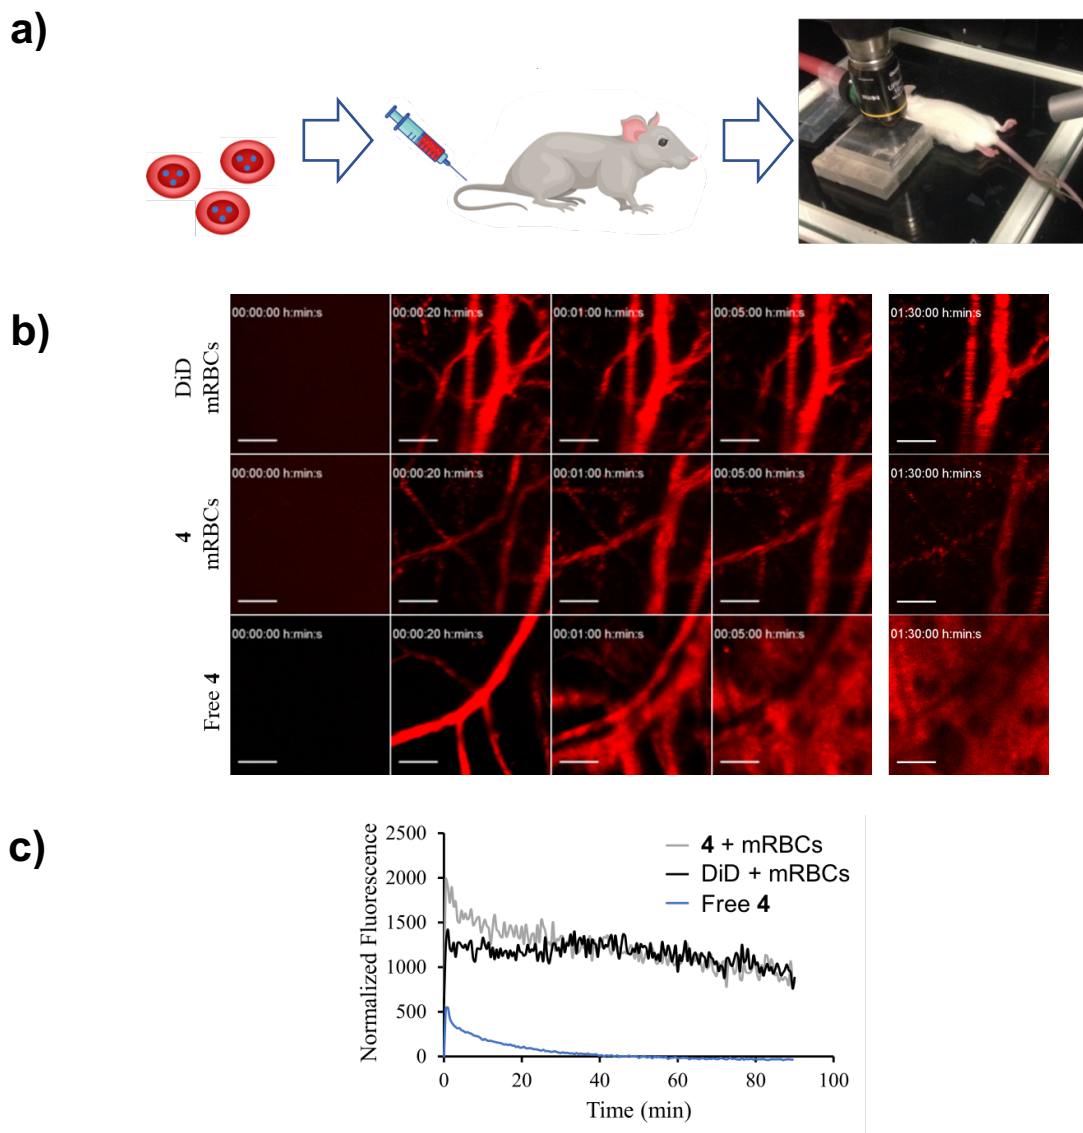 a)
b)
DiD
mRBCs
00:00:00 h:min:s
00:00:20 h:min:s
00:01:00 h:min:s
00:05:00 h:min:s
01:30:00 h:min:s
4
mRBCs
00:00:00 h:min:s
00:00:20 h:min:s
00:01:00 h:min:s
00:05:00 h:min:s
01:30:00 h:min:s
Free 4
00:00:00 h:min:s
00:00:20 h:min:s
00:01:00 h:min:s
00:05:00 h:min:s
01:30:00 h:min:s
c)
Normalized Fluorescence
2500
2000
1500
1000
500
0
4 + mRBCs
DiD + mRBCs
Free 4
0
20
40
60
80
100
Time (min)